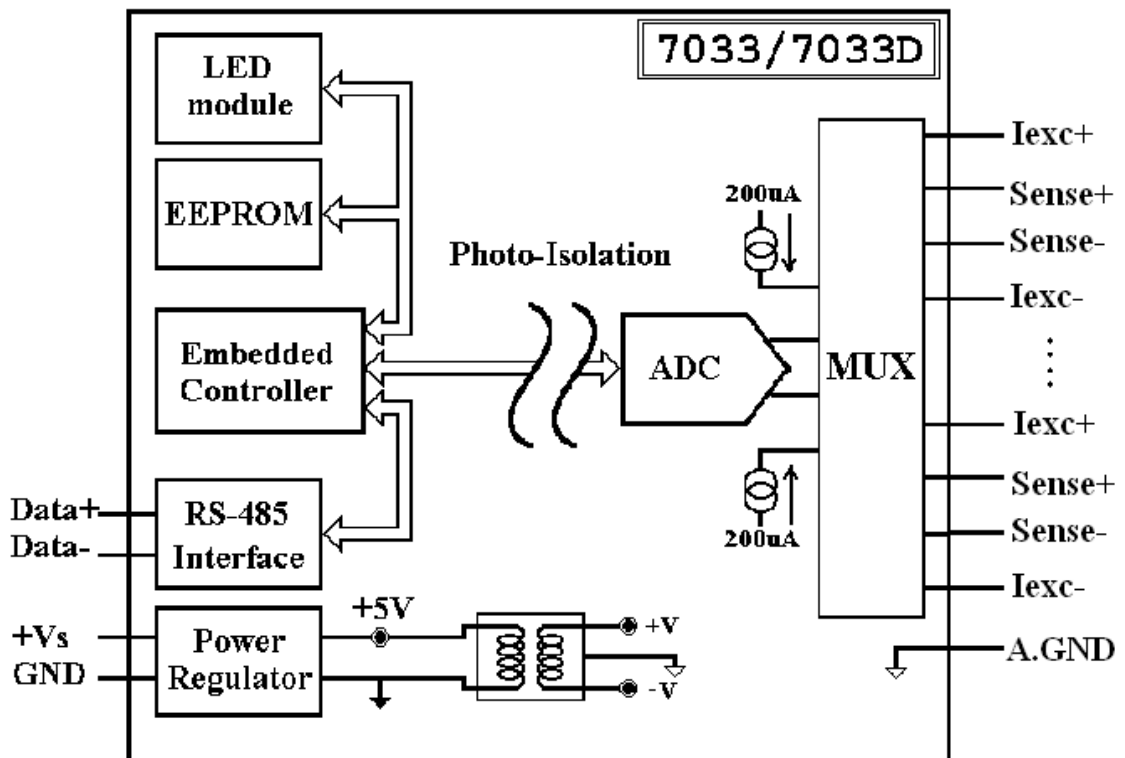 7033/7033D
LED
module
EEPROM
Embedded
Controller
RS-485
Interface
Power
Regulator
Data+
Data-
+Vs
GND
+5V
+V
-V
Photo-Isolation
ADC
200uA
200uA
MUX
Iexc+
Sense+
Sense-
Iexc-
Iexc+
Sense+
Sense-
Iexc-
A.GND